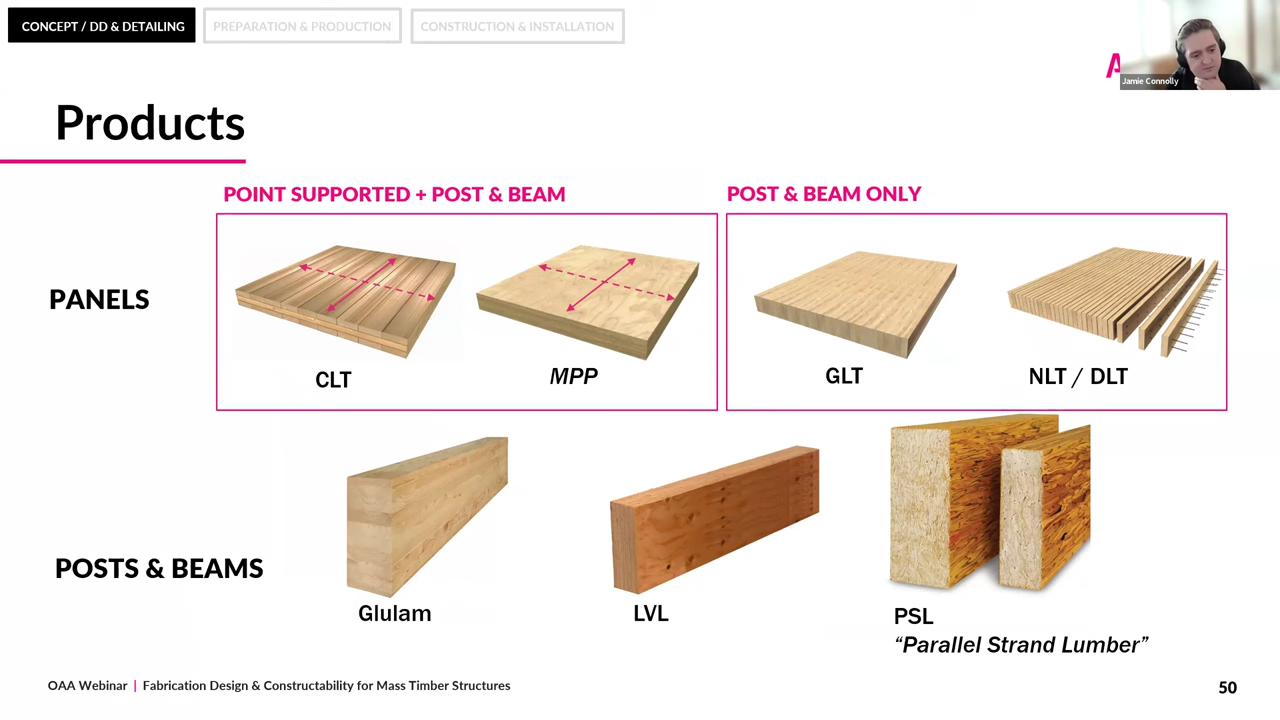 CONCEPT / DD & DETAILING
PREPARATION & PRODUCTION
CONSTRUCTION & INSTALLATION
A
Jamie Connolly
Products
POINT SUPPORTED + POST & BEAM
POST & BEAM ONLY
PANELS
CLT
MPP
GLT
NLT / DLT
POSTS & BEAMS
Glulam
LVL
PSL
“Parallel Strand Lumber”
OAA Webinar | Fabrication Design & Constructability for Mass Timber Structures
50